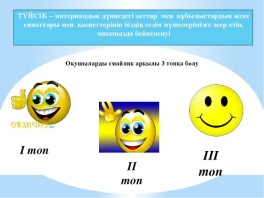 ТҮЙСІК – материалдық дүниедегі заттар мен құбылыстардың жеке
сипаттары мен қасиеттерінің біздің сезім мүшелерімізге әсер етіп,
миымызда бейнеленуі
Оқушыларды смайлик арқылы 3 топқа бөлу
ОТЛИЧНО
I топ
II
топ
III
топ